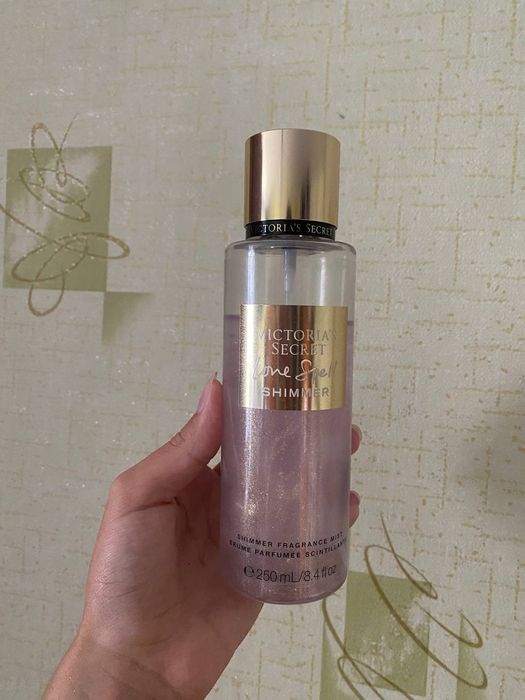 VICTORIA'S SECRET
VICTORIA'S
SECRET
Love Spell
SHIMMER
SHIMMER FRAGRANCE MIST
BRUME PARFUMÉE SCINTILLANTE
℮ 250 mL/8.4 fl oz